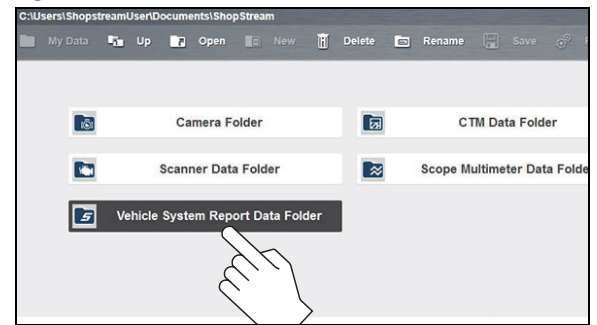 C:\Users\ShopstreamUser\Documents\ShopStream
My Data Up Open New Delete Rename Save
Camera Folder CTM Data Folder
Scanner Data Folder Scope Multimeter Data Folde
Vehicle System Report Data Folder